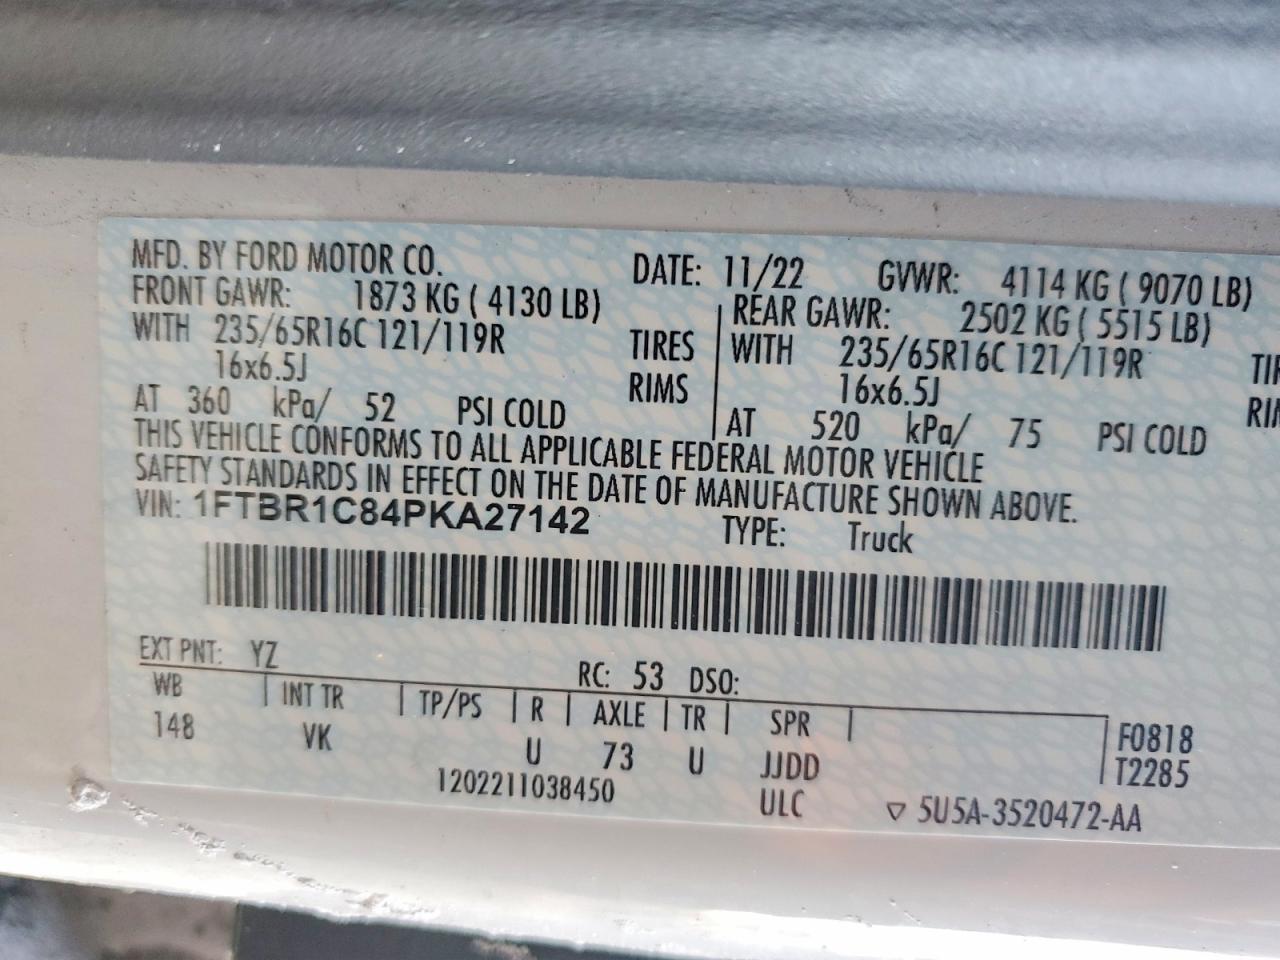 MFD. BY FORD MOTOR CO. DATE: 11/22 GVWR: 4114 KG ( 9070 LB)
FRONT GAWR: 1873 KG ( 4130 LB) REAR GAWR: 2502 KG ( 5515 LB)
WITH 235/65R16C 121/119R TIRES WITH 235/65R16C 121/119R
16x6.5J RIMS 16x6.5J
AT 360 kPa/ 52 PSI COLD AT 520 kPa/ 75 PSI COLD
THIS VEHICLE CONFORMS TO ALL APPLICABLE FEDERAL MOTOR VEHICLE
SAFETY STANDARDS IN EFFECT ON THE DATE OF MANUFACTURE SHOWN ABOVE.
VIN: 1FTBR1C84PKA27142 TYPE: Truck
EXT PNT: YZ RC: 53 DSO:
WB INT TR TP/PS R AXLE TR SPR F0818
148 VK U 73 U JJDD T2285
1202211038450 ULC ▽ 5U5A-3520472-AA